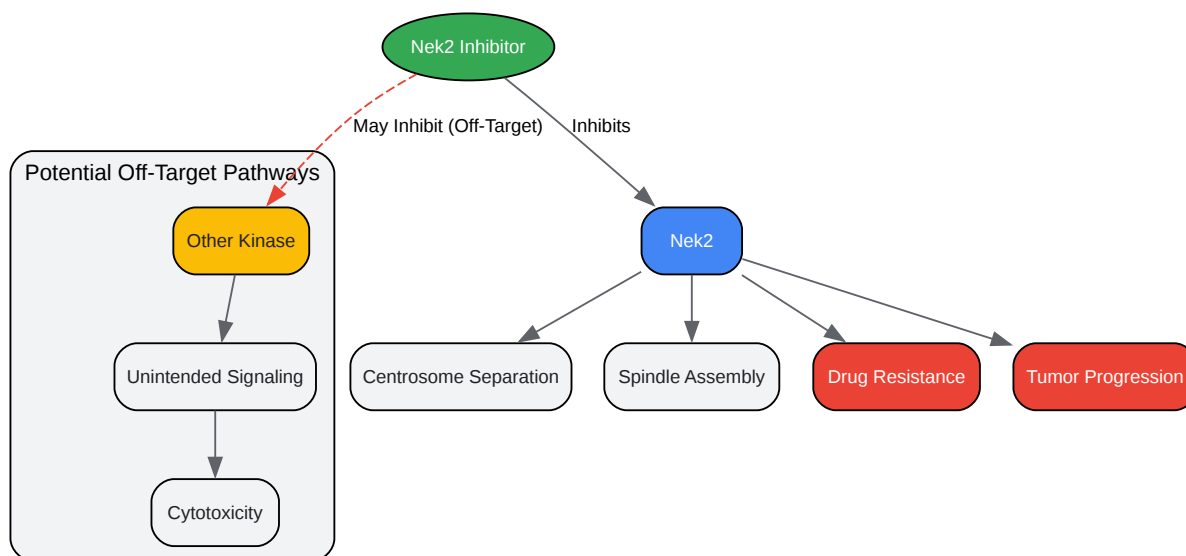 Nek2 Inhibitor
May Inhibit (Off-Target)
Inhibits
Potential Off-Target Pathways
Other Kinase
Nek2
Unintended Signaling
Centrosome Separation
Spindle Assembly
Drug Resistance
Tumor Progression
Cytotoxicity